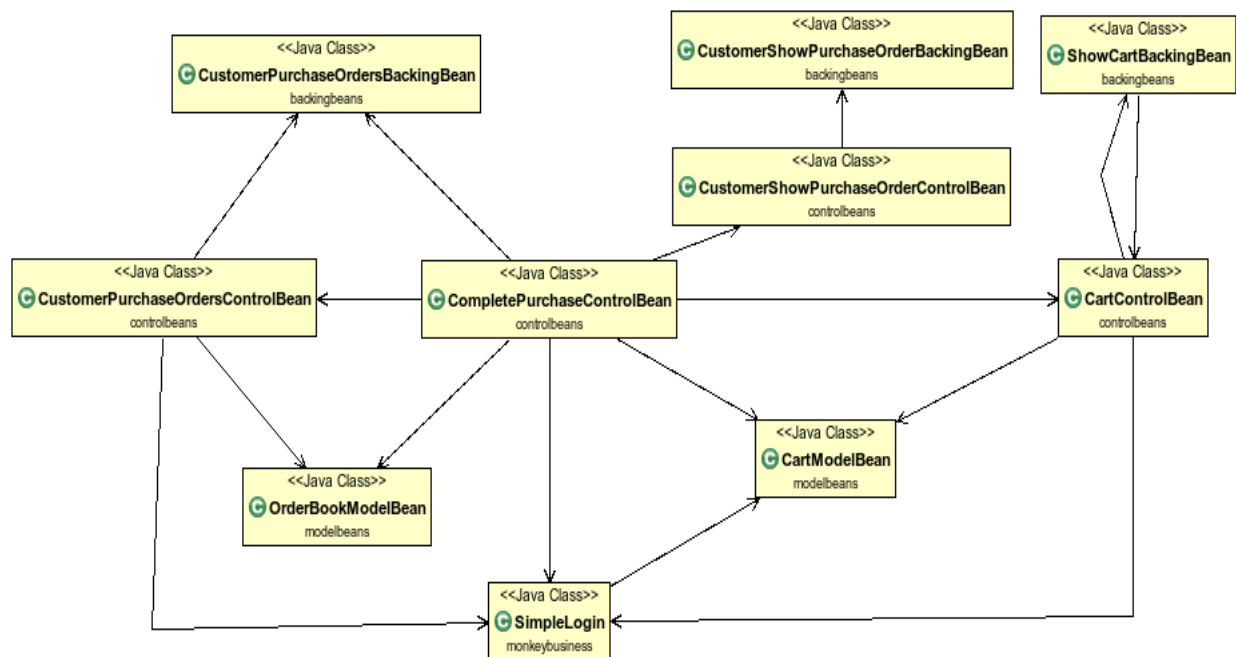 <<Java Class>>
CustomerPurchaseOrdersBackingBean
backingbeans
<<Java Class>>
CustomerShowPurchaseOrderBackingBean
backingbeans
<<Java Class>>
ShowCartBackingBean
backingbeans
<<Java Class>>
CustomerShowPurchaseOrderControlBean
controlbeans
<<Java Class>>
CustomerPurchaseOrdersControlBean
controlbeans
<<Java Class>>
CompletePurchaseControlBean
controlbeans
<<Java Class>>
CartControlBean
controlbeans
<<Java Class>>
CartModelBean
modelbeans
<<Java Class>>
OrderBookModelBean
modelbeans
<<Java Class>>
SimpleLogin
monkeybusiness